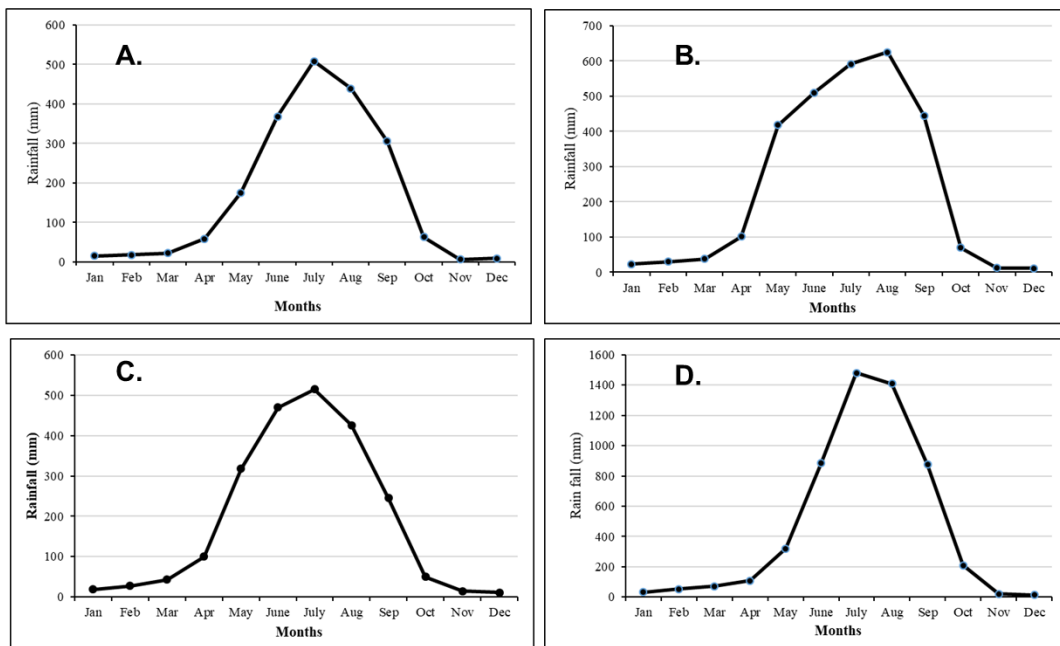 A.
Rainfall (mm)
600
500
400
300
200
100
0
Jan Feb Mar Apr May June July Aug Sep Oct Nov Dec
Months
B.
Rainfall (mm)
700
600
500
400
300
200
100
0
Jan Feb Mar Apr May June July Aug Sep Oct Nov Dec
Months
C.
Rainfall (mm)
600
500
400
300
200
100
0
Jan Feb Mar Apr May June July Aug Sep Oct Nov Dec
Months
D.
Rain fall (mm)
1600
1400
1200
1000
800
600
400
200
0
Jan Feb Mar Apr May June July Aug Sep Oct Nov Dec
Months